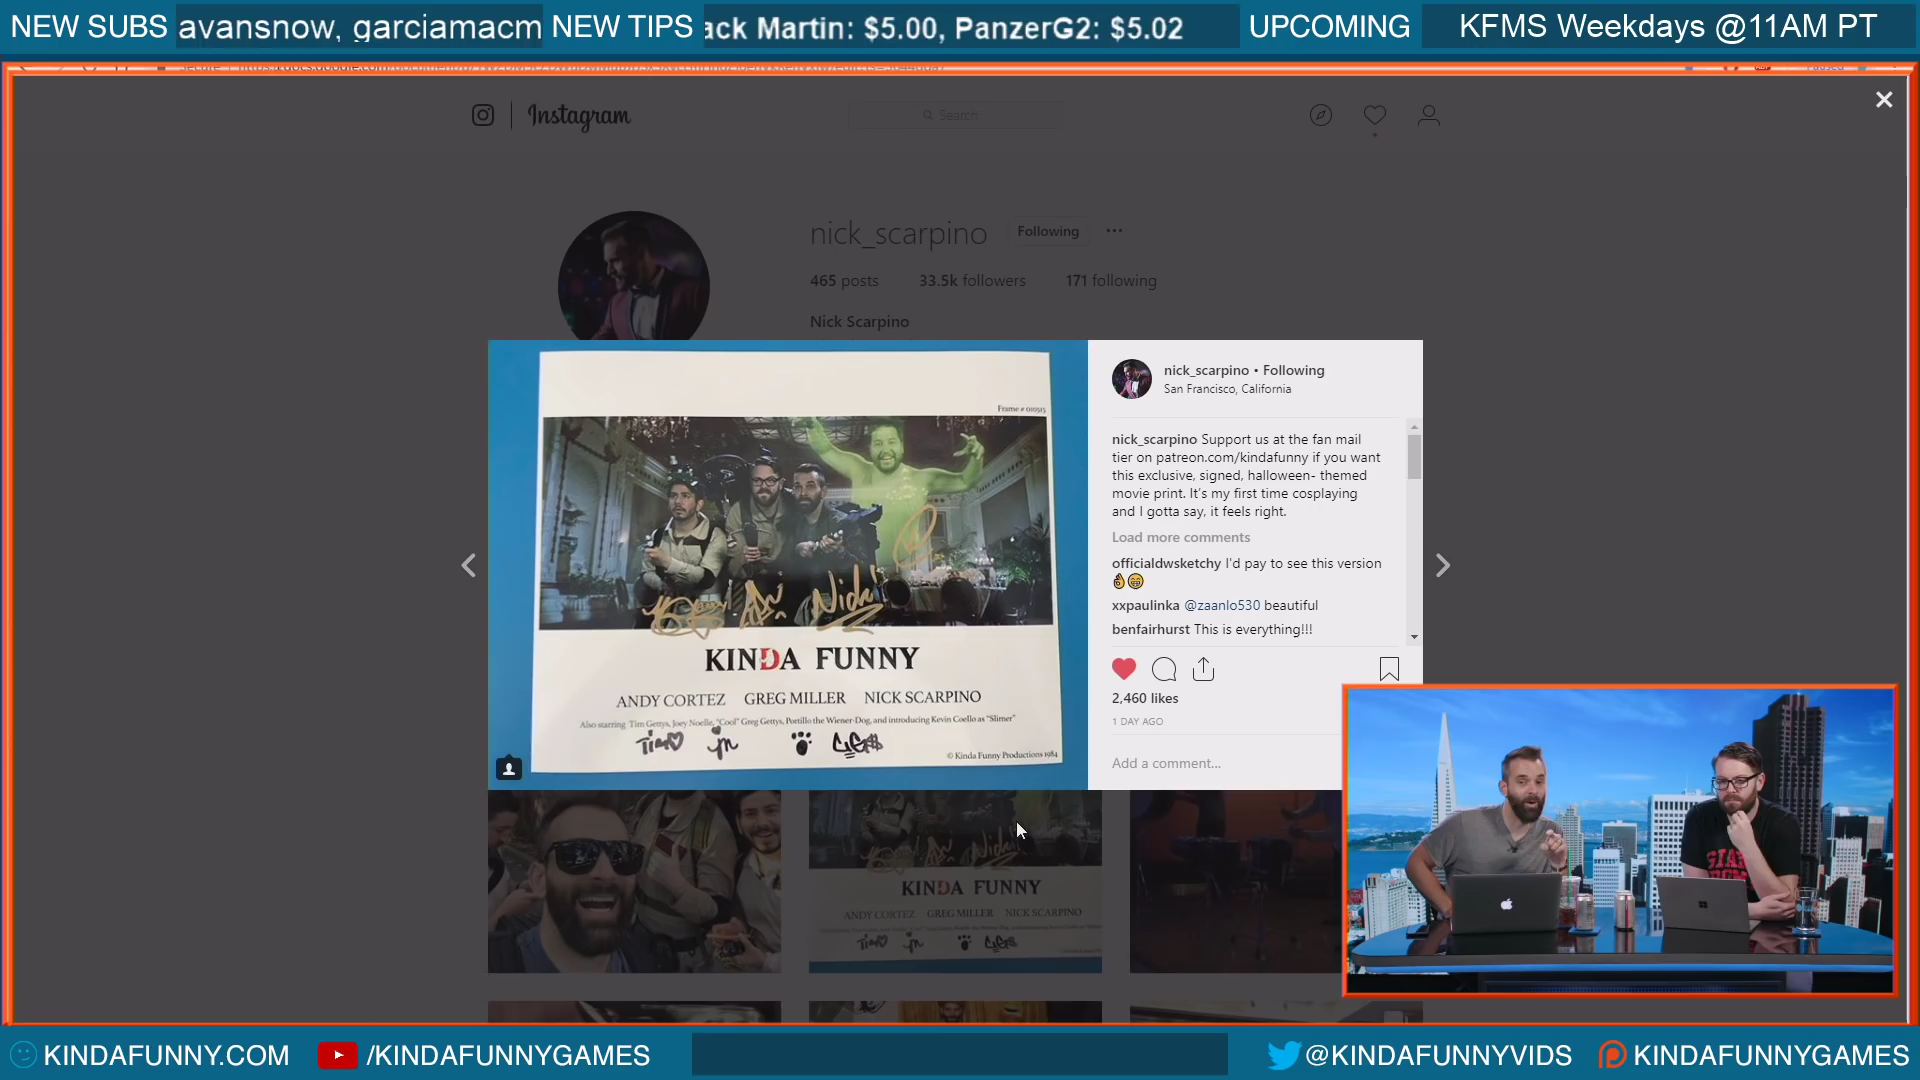 NEW SUBS avansnow, garciamacm NEW TIPS ack Martin: $5.00, PanzerG2: $5.02 UPCOMING KFMS Weekdays @11AM PT
Instagram
Search
nick_scarpino Following
465 posts 33.5k followers 171 following
Nick Scarpino
Frame # 010515
KINDA FUNNY
ANDY CORTEZ GREG MILLER NICK SCARPINO
Also starring Tim Gettys, Joey Noelle, "Cool" Greg Gettys, Portillo the Wiener-Dog, and introducing Kevin Coello as "Slimer"
© Kinda Funny Productions 1984
nick_scarpino • Following
San Francisco, California
nick_scarpino Support us at the fan mail
tier on patreon.com/kindafunny if you want
this exclusive, signed, halloween- themed
movie print. It's my first time cosplaying
and I gotta say, it feels right.
Load more comments
officialdwsketchy I'd pay to see this version
xxpaulinka @zaanlo530 beautiful
benfairhurst This is everything!!!
2,460 likes
1 DAY AGO
Add a comment...
KINDA FUNNY
ANDY CORTEZ GREG MILLER NICK SCARPINO
KINDAFUNNY.COM /KINDAFUNNYGAMES @KINDAFUNNYVIDS KINDAFUNNYGAMES